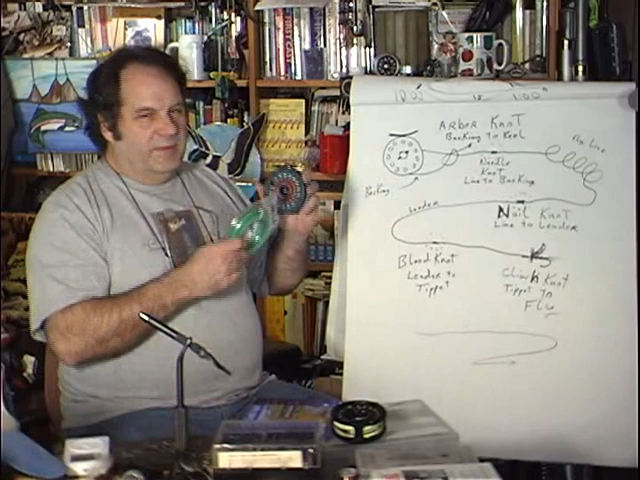 ARBOR KNOT
BACKING TO REEL
Fly Line
Needle
KNOT
Line to Backing
Backing
Leader
Nail KNOT
Line to Leader
Blood Knot
Leader to
Tippet
Clinch Knot
Tippet To
Fly